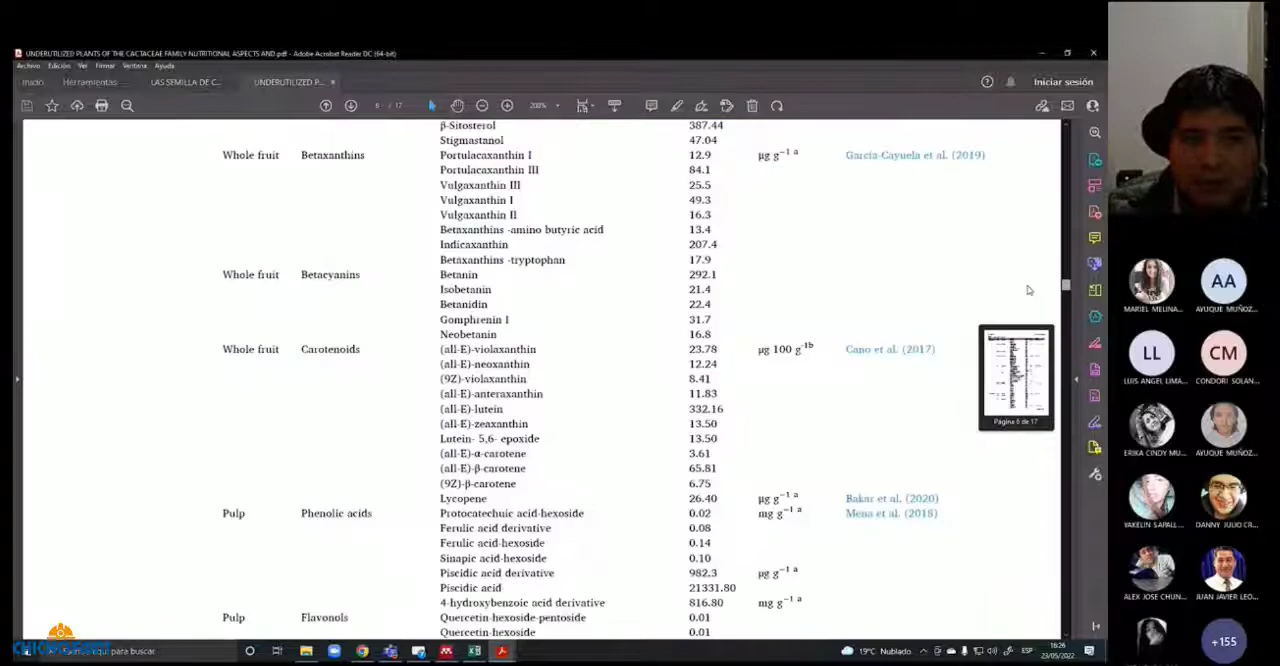 UNDERUTILIZED PLANTS OF THE CACTACEAE FAMILY NUTRITIONAL ASPECTS AND.pdf - Adobe Acrobat Reader DC (64-bit)
Archivo Edición Ver Firmar Ventana Ayuda
Inicio Herramientas LAS SEMILLA DE C... UNDERUTILIZED P... × Iniciar sesión
6 / 17 200%
β-Sitosterol 387.44
Stigmastanol 47.04
Whole fruit Betaxanthins Portulacaxanthin I 12.9 μg g−1 a García-Cayuela et al. (2019)
Portulacaxanthin III 84.1
Vulgaxanthin III 25.5
Vulgaxanthin I 49.3
Vulgaxanthin II 16.3
Betaxanthins -amino butyric acid 13.4
Indicaxanthin 207.4
Betaxanthins -tryptophan 17.9
Whole fruit Betacyanins Betanin 292.1
Isobetanin 21.4
Betanidin 22.4
Gomphrenin I 31.7
Neobetanin 16.8
Whole fruit Carotenoids (all-E)-violaxanthin 23.78 μg 100 g−1b Cano et al. (2017)
(all-E)-neoxanthin 12.24
(9Z)-violaxanthin 8.41
(all-E)-anteraxanthin 11.83
(all-E)-lutein 332.16
(all-E)-zeaxanthin 13.50
Lutein- 5,6- epoxide 13.50
(all-E)-α-carotene 3.61
(all-E)-β-carotene 65.81
(9Z)-β-carotene 6.75
Lycopene 26.40 μg g−1 a Bakar et al. (2020)
Pulp Phenolic acids Protocatechuic acid-hexoside 0.02 mg g−1 a Mena et al. (2018)
Ferulic acid derivative 0.08
Ferulic acid-hexoside 0.14
Sinapic acid-hexoside 0.10
Piscidic acid derivative 982.3 μg g−1 a
Piscidic acid 21331.80
4-hydroxybenzoic acid derivative 816.80 mg g−1 a
Pulp Flavonols Quercetin-hexose-pentoside 0.01
Quercetin-hexoside 0.01
Página 6 de 17
AA
MARIEL MELINA... AYUQUE MUÑOZ...
LL CM
LUIS ANGEL LIMA... CONDORI SOLAN...
ERIKA CINDY MU... AYUQUE MUÑOZ...
YAKELIN SAPALL... DANNY JULIO CR...
ALEX JOSE CHUN... JUAN JAVIER LEO...
+155
aquí para buscar
19°C Nublado ESP 16:26
23/05/2022